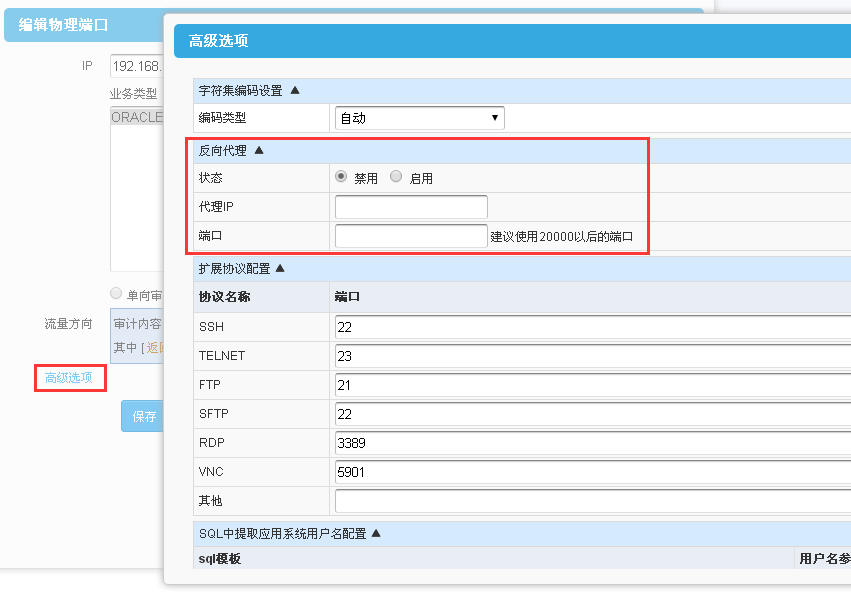 编辑物理端口
IP
192.168.
业务类型
ORACLE
单向审
流量方向
审计内容
其中 [返回
高级选项
保存
高级选项
字符集编码设置 ▲
编码类型
自动
反向代理 ▲
状态
禁用 启用
代理IP
端口
建议使用20000以后的端口
扩展协议配置 ▲
协议名称 端口
SSH 22
TELNET 23
FTP 21
SFTP 22
RDP 3389
VNC 5901
其他
SQL中提取应用系统用户名配置 ▲
sql模板 用户名参